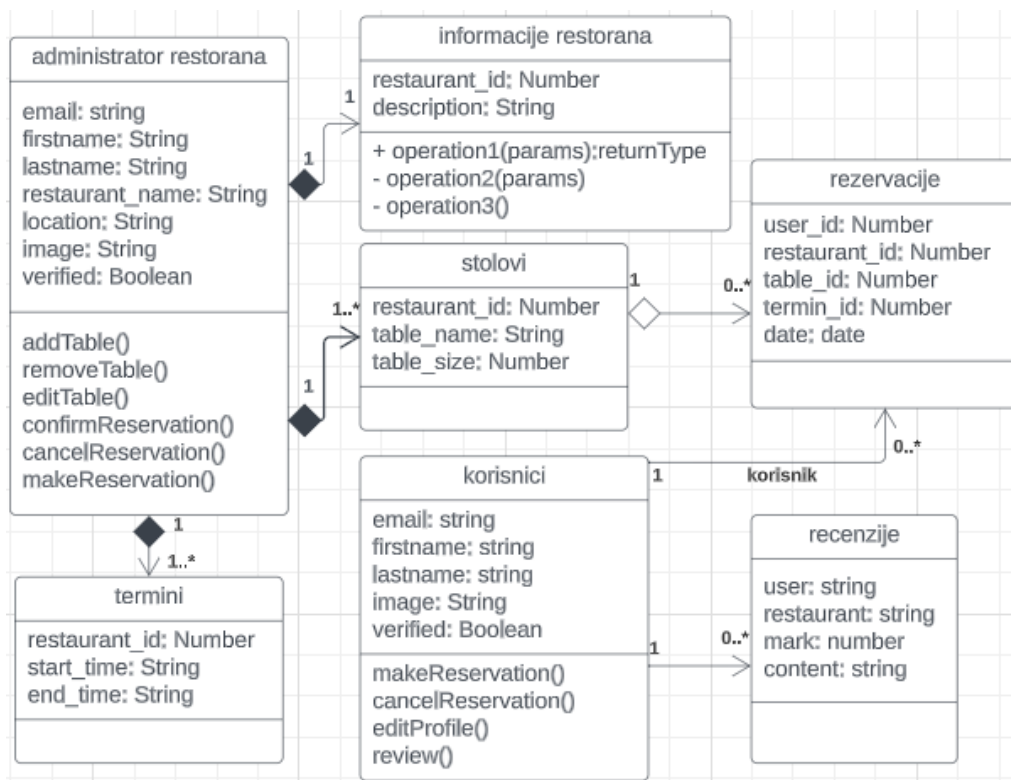 administrator restorana
email: string
firstname: String
lastname: String
restaurant_name: String
location: String
image: String
verified: Boolean
addTable()
removeTable()
editTable()
confirmReservation()
cancelReservation()
makeReservation()
1
1
informacije restorana
restaurant_id: Number
description: String
+ operation1(params):returnType
- operation2(params)
- operation3()
1
1..*
stolovi
restaurant_id: Number
table_name: String
table_size: Number
1
0..*
rezervacije
user_id: Number
restaurant_id: Number
table_id: Number
termin_id: Number
date: date
1
1..*
termini
restaurant_id: Number
start_time: String
end_time: String
korisnici
email: string
firstname: string
lastname: string
image: String
verified: Boolean
makeReservation()
cancelReservation()
editProfile()
review()
1
korisnik
0..*
1
0..*
recenzije
user: string
restaurant: string
mark: number
content: string